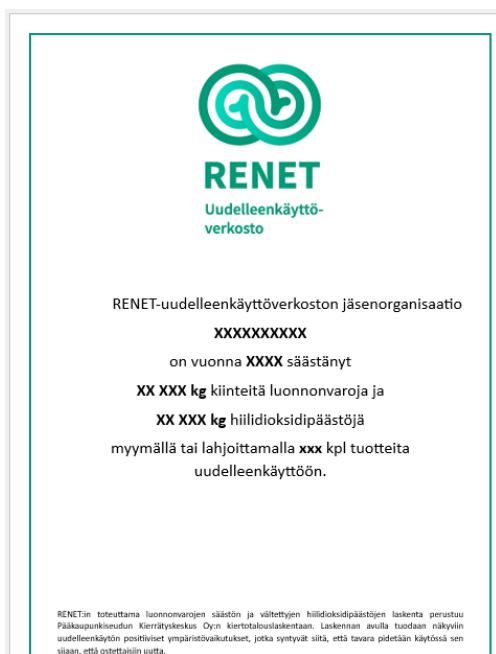 RENET
Uudelleenkäyttö-
verkosto
RENET-uudelleenkäyttöverkoston jäsenorganisaatio
XXXXXXXXXX
on vuonna XXXX säästänyt
XX XXX kg kiinteitä luonnonvaroja ja
XX XXX kg hiilidioksidipäästöjä
myymällä tai lahjoittamalla xxx kpl tuotteita
uudelleenkäyttöön.
RENET:in toteuttama luonnonvarojen säästön ja vältettyjen hiilidioksidipäästöjen laskenta perustuu
Pääkaupunkiseudun Kierrätyskeskus Oy:n kiertotalouslaskentaan. Laskennan avulla tuodaan näkyviin
uudelleenkäytön positiiviset ympäristövaikutukset, jotka syntyvät siitä, että tavara pidetään käytössä sen
sijaan, että ostettaisiin uutta.